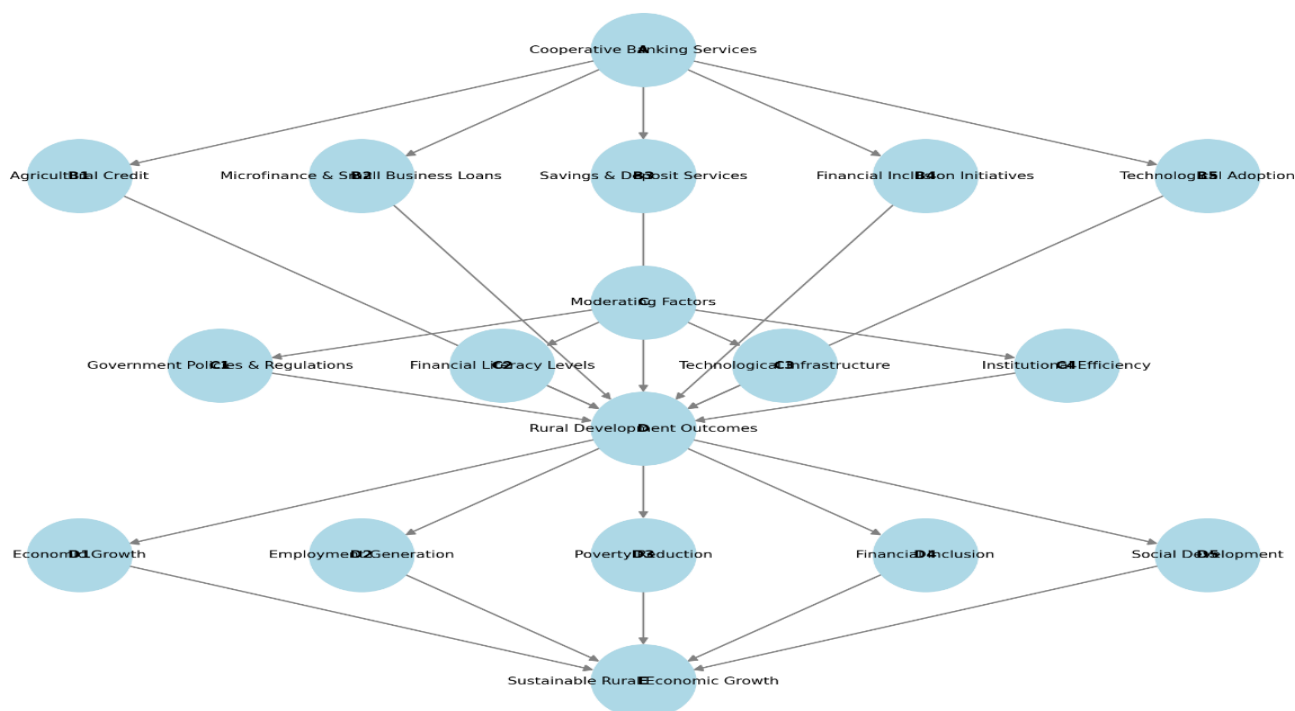 Cooperative Banking Services
A
Agricultural Credit
B1
Microfinance & Small Business Loans
B2
Savings & Deposit Services
B3
Financial Inclusion Initiatives
B4
Technological Adoption
B5
Moderating Factors
C
Government Policies & Regulations
C1
Financial Literacy Levels
C2
Technological Infrastructure
C3
Institutional Efficiency
C4
Rural Development Outcomes
D
Economic Growth
D1
Employment Generation
D2
Poverty Reduction
D3
Financial Inclusion
D4
Social Development
D5
Sustainable Rural Economic Growth
E